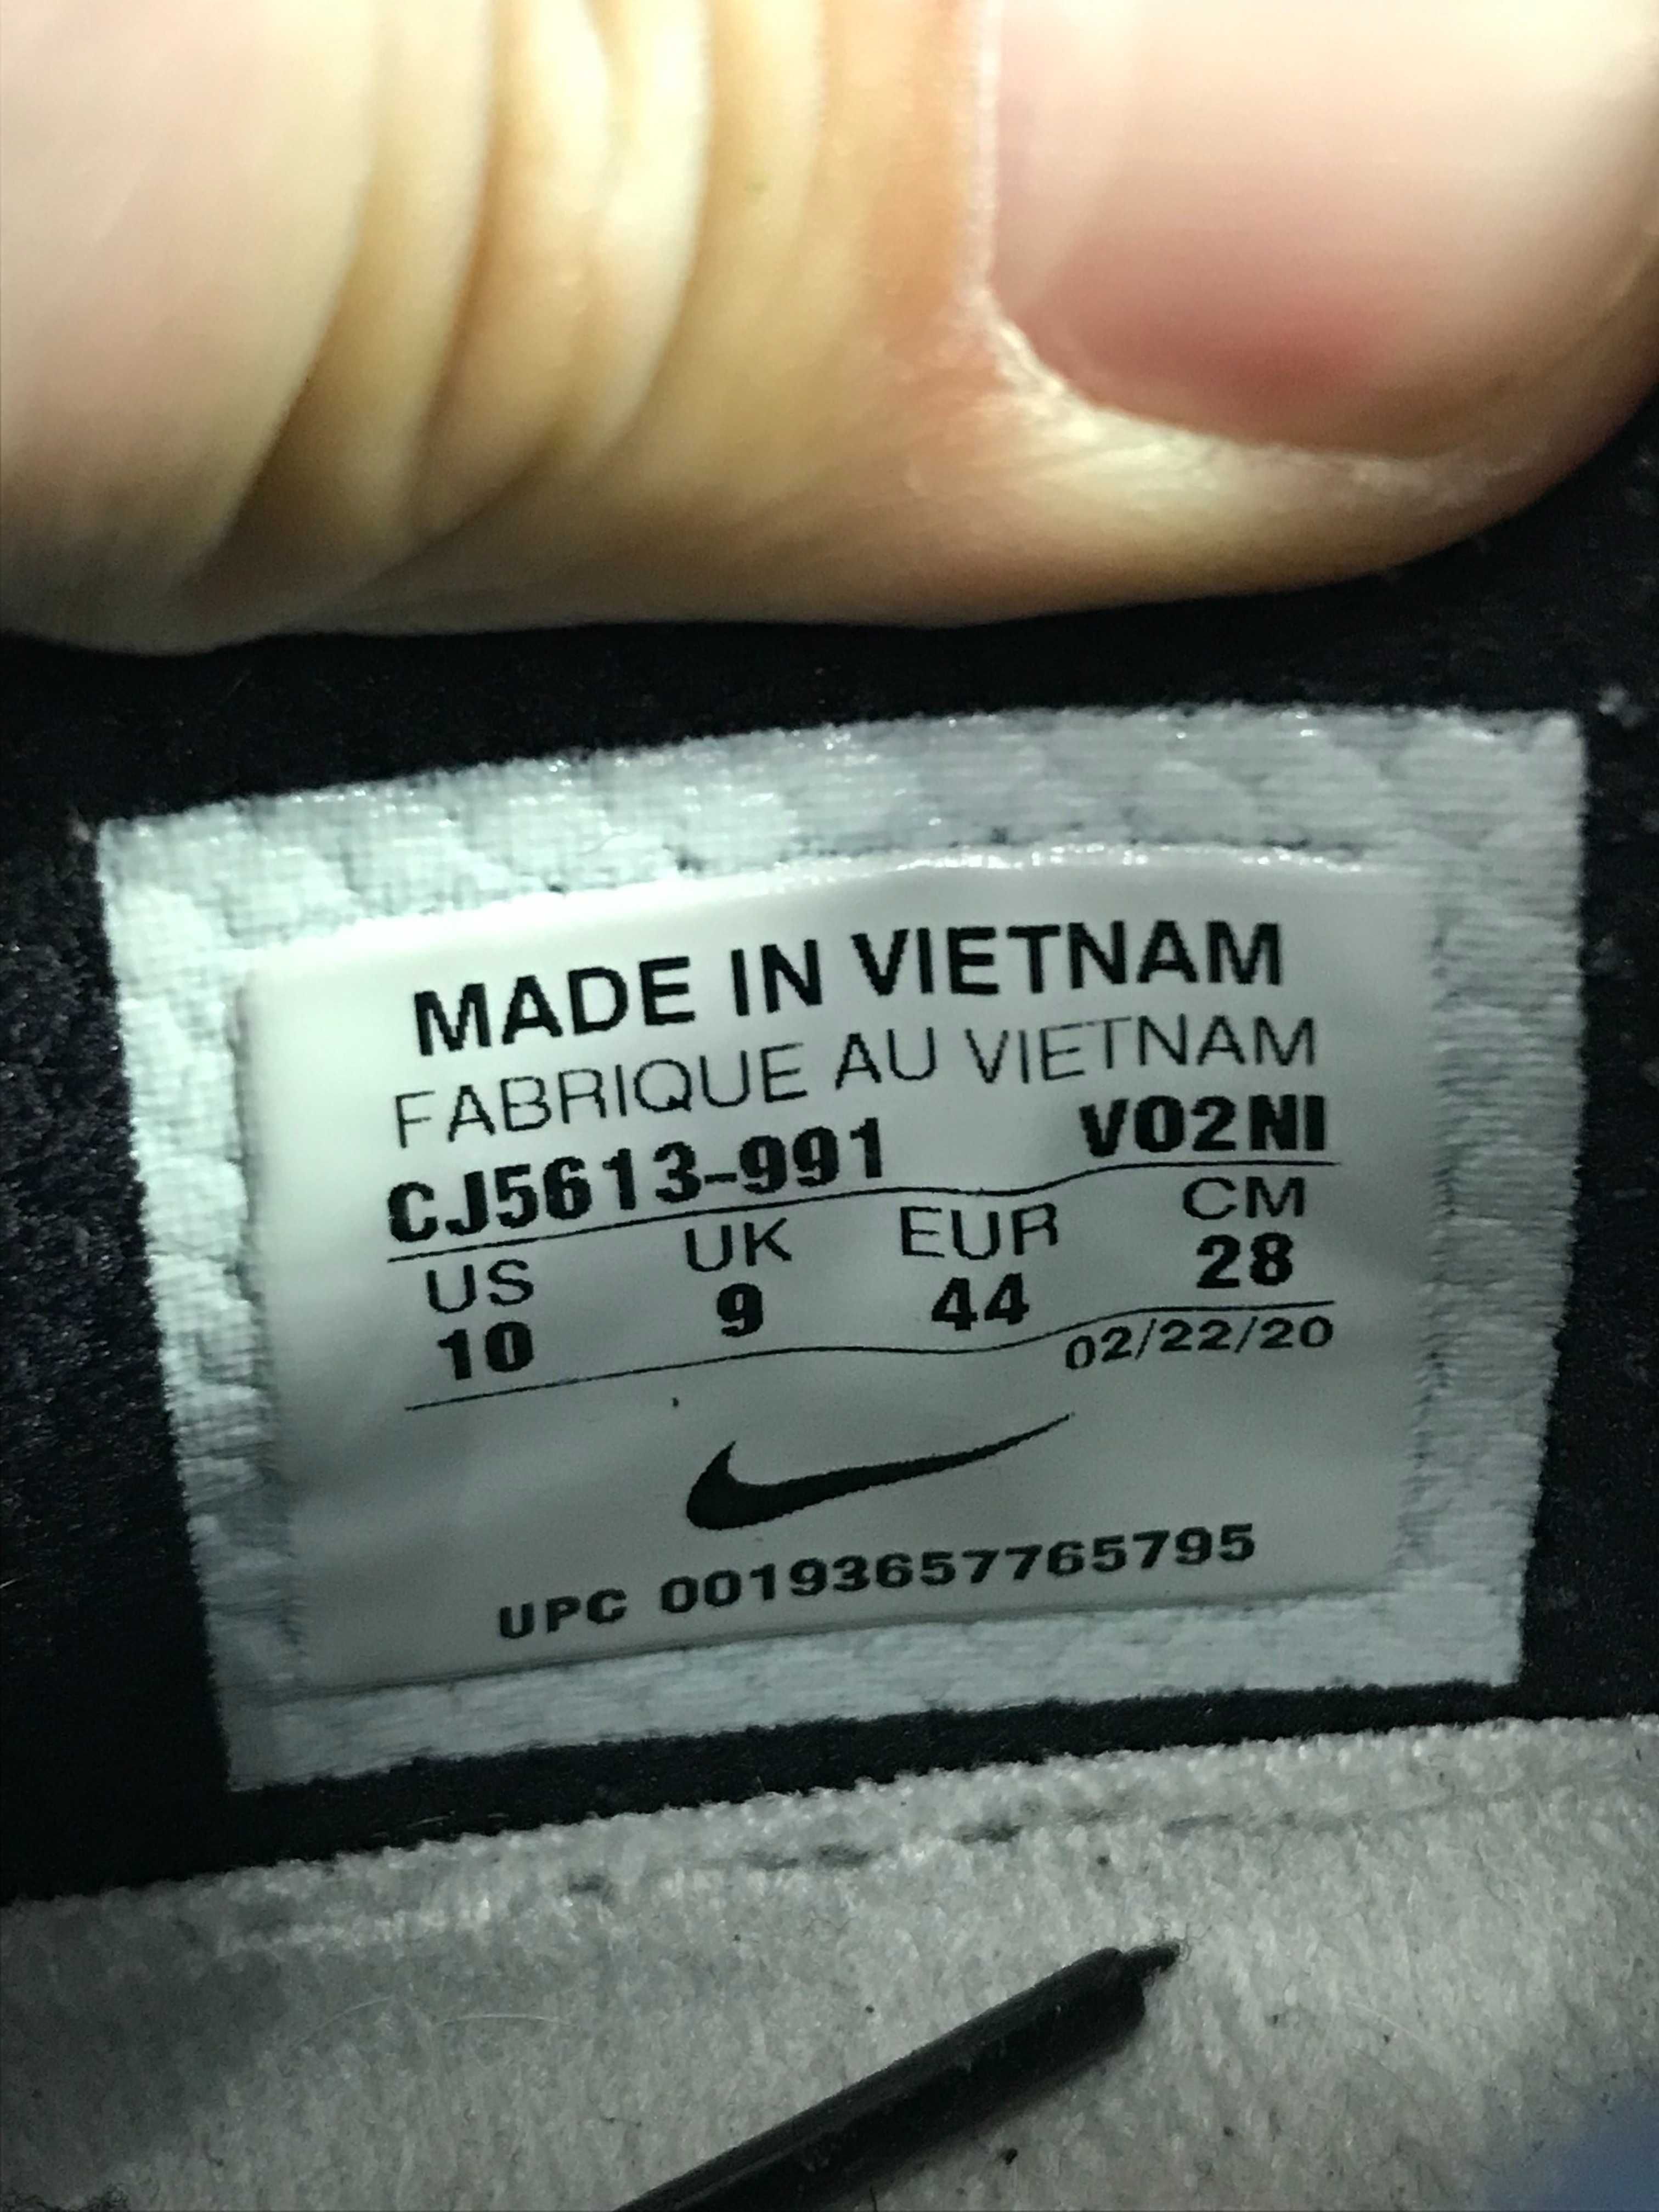 MADE IN VIETNAM
FABRIQUE AU VIETNAM
CJ5613-991 VO2NI
US UK EUR CM
10 9 44 28
02/22/20
UPC 00193657765795